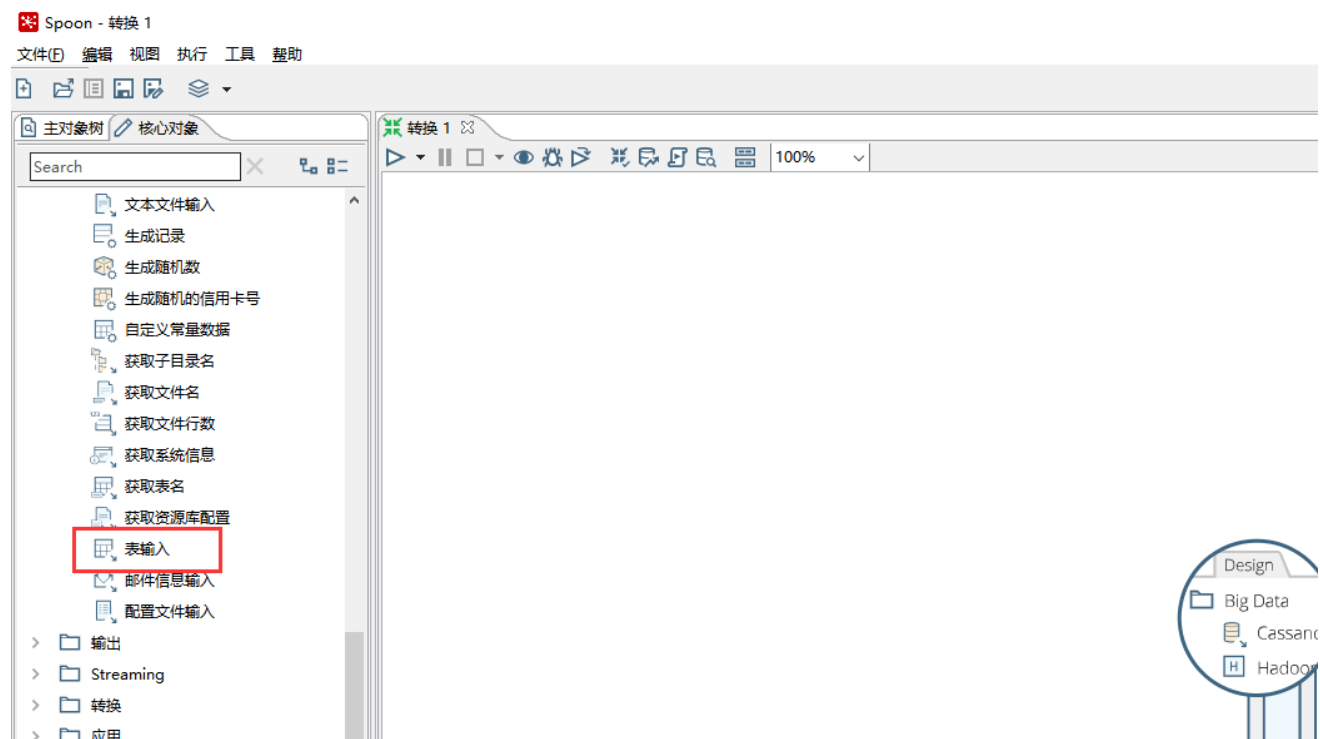 Spoon - 转换 1
文件(F) 编辑 视图 执行 工具 帮助
主对象树 核心对象
转换 1
Search
100%
文本文件输入
生成记录
生成随机数
生成随机的信用卡号
自定义常量数据
获取子目录名
获取文件名
获取文件行数
获取系统信息
获取表名
获取资源库配置
表输入
邮件信息输入
配置文件输入
输出
Streaming
转换
应用
Design
Big Data
Cassand
Hadoop